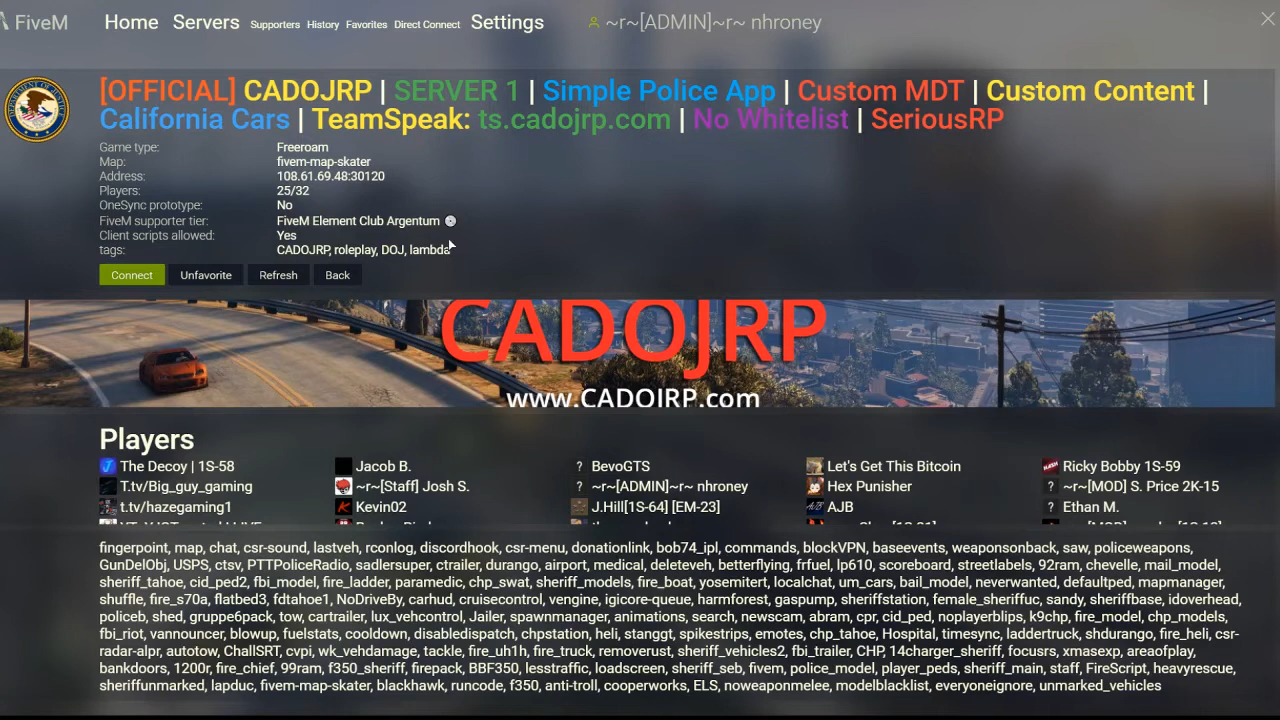 FiveM Home Servers Supporters History Favorites Direct Connect Settings ~r~[ADMIN]~r~ nhroney
[OFFICIAL] CADOJRP | SERVER 1 | Simple Police App | Custom MDT | Custom Content |
California Cars | TeamSpeak: ts.cadojrp.com | No Whitelist | SeriousRP
Game type: Freeroam
Map: fivem-map-skater
Address: 108.61.69.48:30120
Players: 25/32
OneSync prototype: No
FiveM supporter tier: FiveM Element Club Argentum
Client scripts allowed: Yes
tags: CADOJRP, roleplay, DOJ, lambda
Connect Unfavorite Refresh Back
CADOJRP
www.CADOJRP.com
Players
The Decoy | 1S-58 Jacob B. ? BevoGTS Let's Get This Bitcoin Ricky Bobby 1S-59
T.tv/Big_guy_gaming ~r~[Staff] Josh S. ? ~r~[ADMIN]~r~ nhroney Hex Punisher ? ~r~[MOD] S. Price 2K-15
t.tv/hazegaming1 Kevin02 J.Hill[1S-64] [EM-23] AJB ? Ethan M.
fingerpoint, map, chat, csr-sound, lastveh, rconlog, discordhook, csr-menu, donationlink, bob74_ipl, commands, blockVPN, baseevents, weaponsonback, saw, policeweapons,
GunDelObj, USPS, ctsv, PTTPoliceRadio, sadlersuper, ctrailer, durango, airport, medical, deleteveh, betterflying, frfuel, lp610, scoreboard, streetlabels, 92ram, chevelle, mail_model,
sheriff_tahoe, cid_ped2, fbi_model, fire_ladder, paramedic, chp_swat, sheriff_models, fire_boat, yosemitert, localchat, um_cars, bail_model, neverwanted, defaultped, mapmanager,
shuffle, fire_s70a, flatbed3, fdtahoe1, NoDriveBy, carhud, cruisecontrol, vengine, igicore-queue, harmforest, gaspump, sheriffstation, female_sheriffuc, sandy, sheriffbase, idoverhead,
policeb, shed, gruppe6pack, tow, cartrailer, lux_vehcontrol, Jailer, spawnmanager, animations, search, newscam, abram, cpr, cid_ped, noplayerblips, k9chp, fire_model, chp_models,
fbi_riot, vannouncer, blowup, fuelstats, cooldown, disabledispatch, chpstation, heli, stanggt, spikestrips, emotes, chp_tahoe, Hospital, timesync, laddertruck, shdurango, fire_heli, csr-
radar-alpr, autotow, ChallSRT, cvpi, wk_vehdamage, tackle, fire_uh1h, fire_truck, removerust, sheriff_vehicles2, fbi_trailer, CHP, 14charger_sheriff, focusrs, xmasexp, areaofplay,
bankdoors, 1200r, fire_chief, 99ram, f350_sheriff, firepack, BBF350, lesstraffic, loadscreen, sheriff_seb, fivem, police_model, player_peds, sheriff_main, staff, FireScript, heavyrescue,
sheriffunmarked, lapduc, fivem-map-skater, blackhawk, runcode, f350, anti-troll, cooperworks, ELS, noweaponmelee, modelblacklist, everyoneignore, unmarked_vehicles